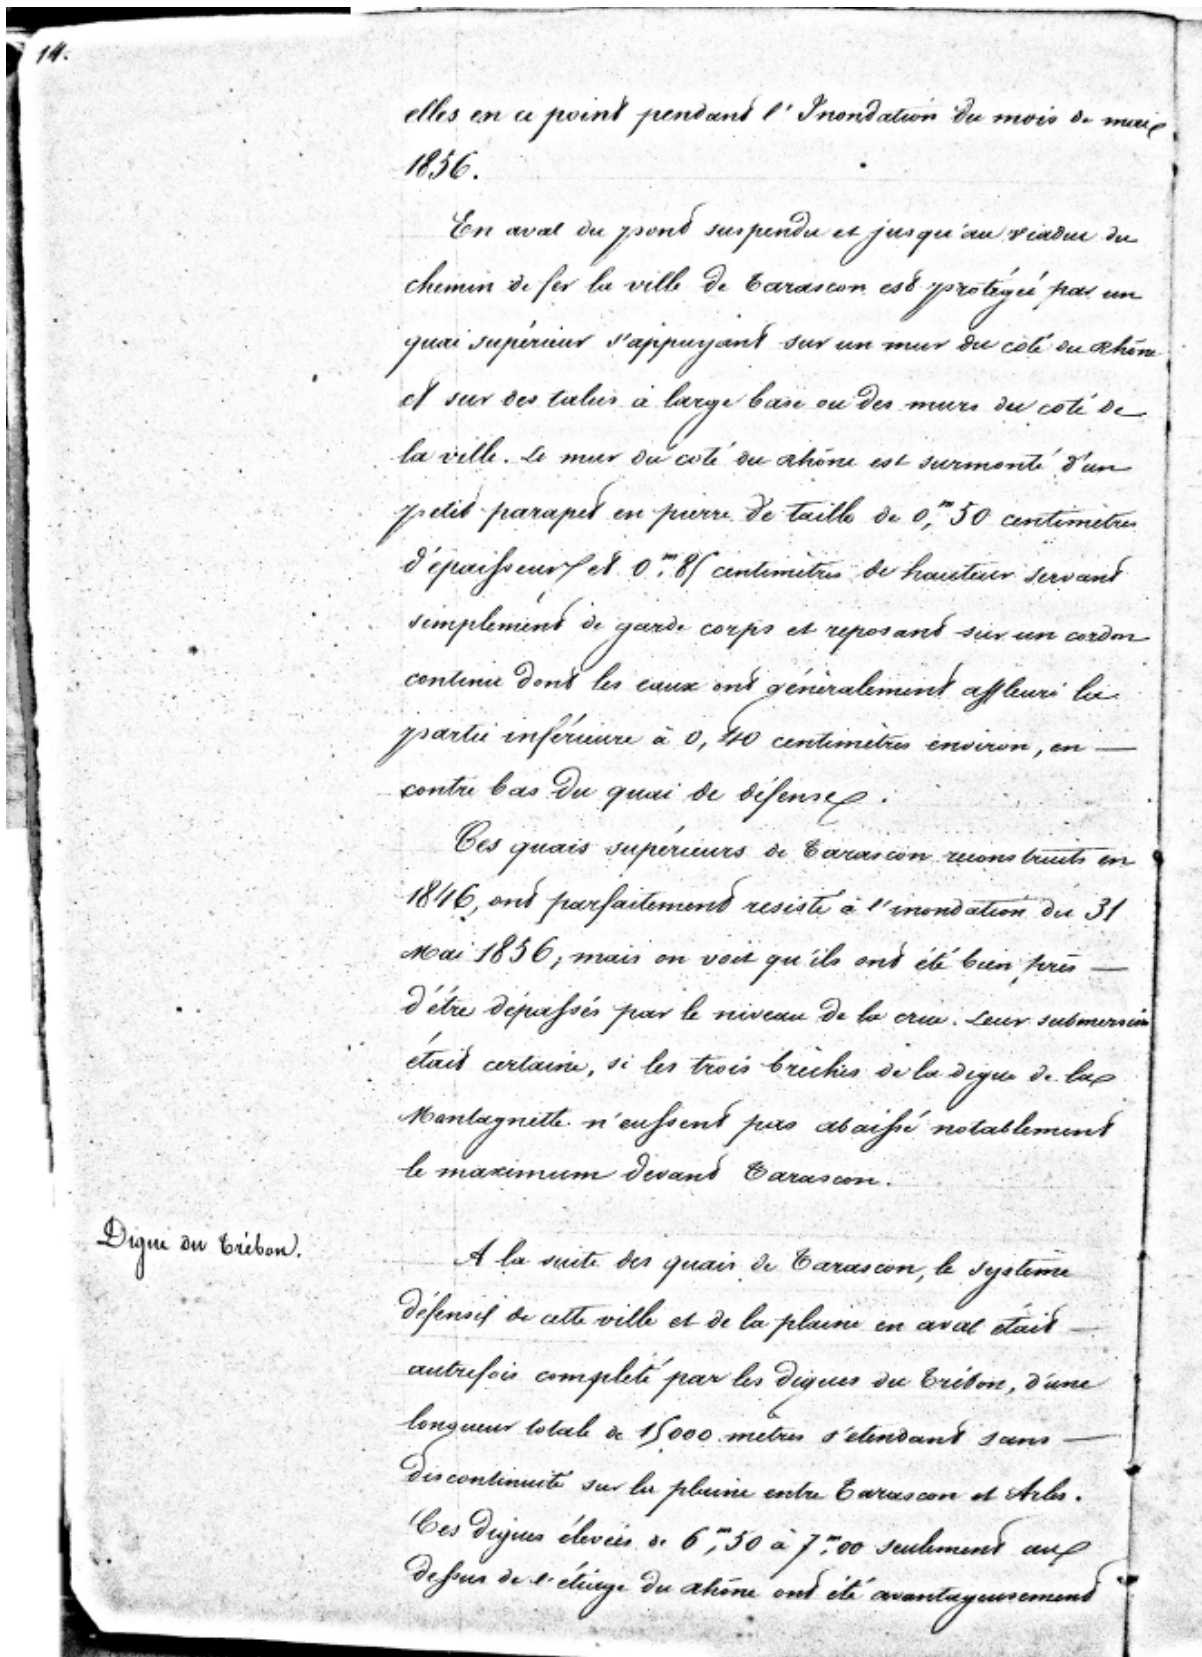 14.
elles en ce point pendant l'Inondation du mois de mai
1856.
En aval du pont suspendu et jusqu'au viaduc du
chemin de fer la ville de Tarascon est protégée par un
quai supérieur s'appuyant sur un mur du côté du Rhône
et sur des talus à large base ou des murs du coté de
la ville. Le mur du côté du Rhône est surmonté d'un
petit parapet en pierre de taille de 0,m50 centimètres
d'épaisseur et 0m,85 centimètres de hauteur servant
simplement de garde corps et reposant sur un cordon
continu dont les eaux ont généralement affleuré la
partie inférieure à 0,40 centimètres environ, en —
contre bas du quai de défense.
Ces quais supérieurs de Tarascon reconstruits en
1846, ont parfaitement resisté à l'inondation du 31
Mai 1856; mais on voit qu'ils ont été bien près —
d'être dépassés par le niveau de la crue. Leur submersion
était certaine, si les trois brèches de la digue de la
Montagnette n'eussent pas abaissé notablement
le maximum devant Tarascon.
Digue du Trébon.
A la suite des quais de Tarascon, le système
défensif de cette ville et de la plaine en aval était —
autrefois complété par les digues du Trébon, d'une
longueur totale de 15000 mètres s'étendant sans —
discontinuité sur la plaine entre Tarascon et Arles.
Ces digues élevées de 6,m50 à 7,m00 seulement au
dessus de l'étiage du Rhône ont été avantageusement